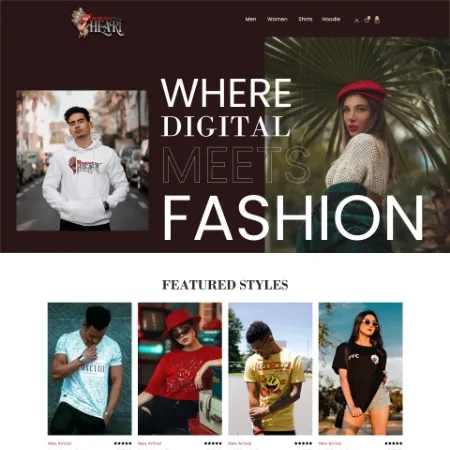 HEART
Men Women Shirts Hoodie
WHERE
DIGITAL
MEETS
FASHION
FEATURED STYLES
New Arrival
New Arrival
New Arrival
New Arrival